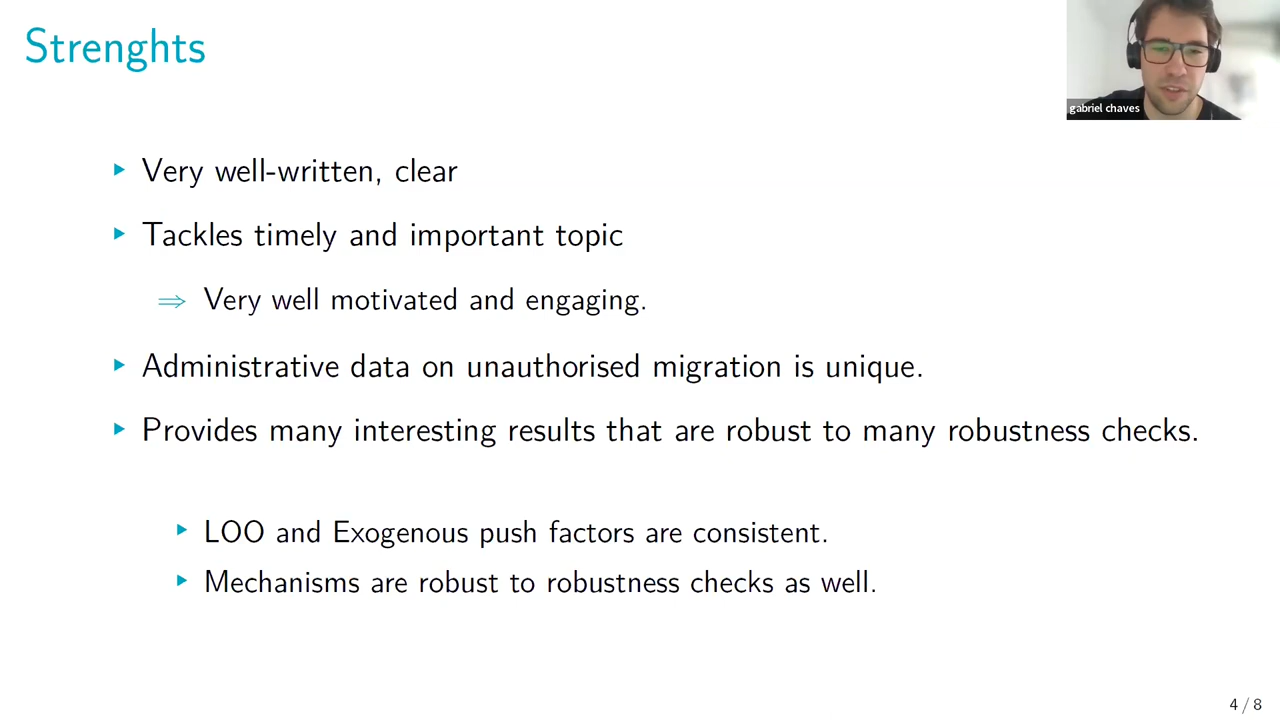 Strenghts
gabriel chaves
▶ Very well-written, clear
▶ Tackles timely and important topic
⇒ Very well motivated and engaging.
▶ Administrative data on unauthorised migration is unique.
▶ Provides many interesting results that are robust to many robustness checks.
▶ LOO and Exogenous push factors are consistent.
▶ Mechanisms are robust to robustness checks as well.
4 / 8